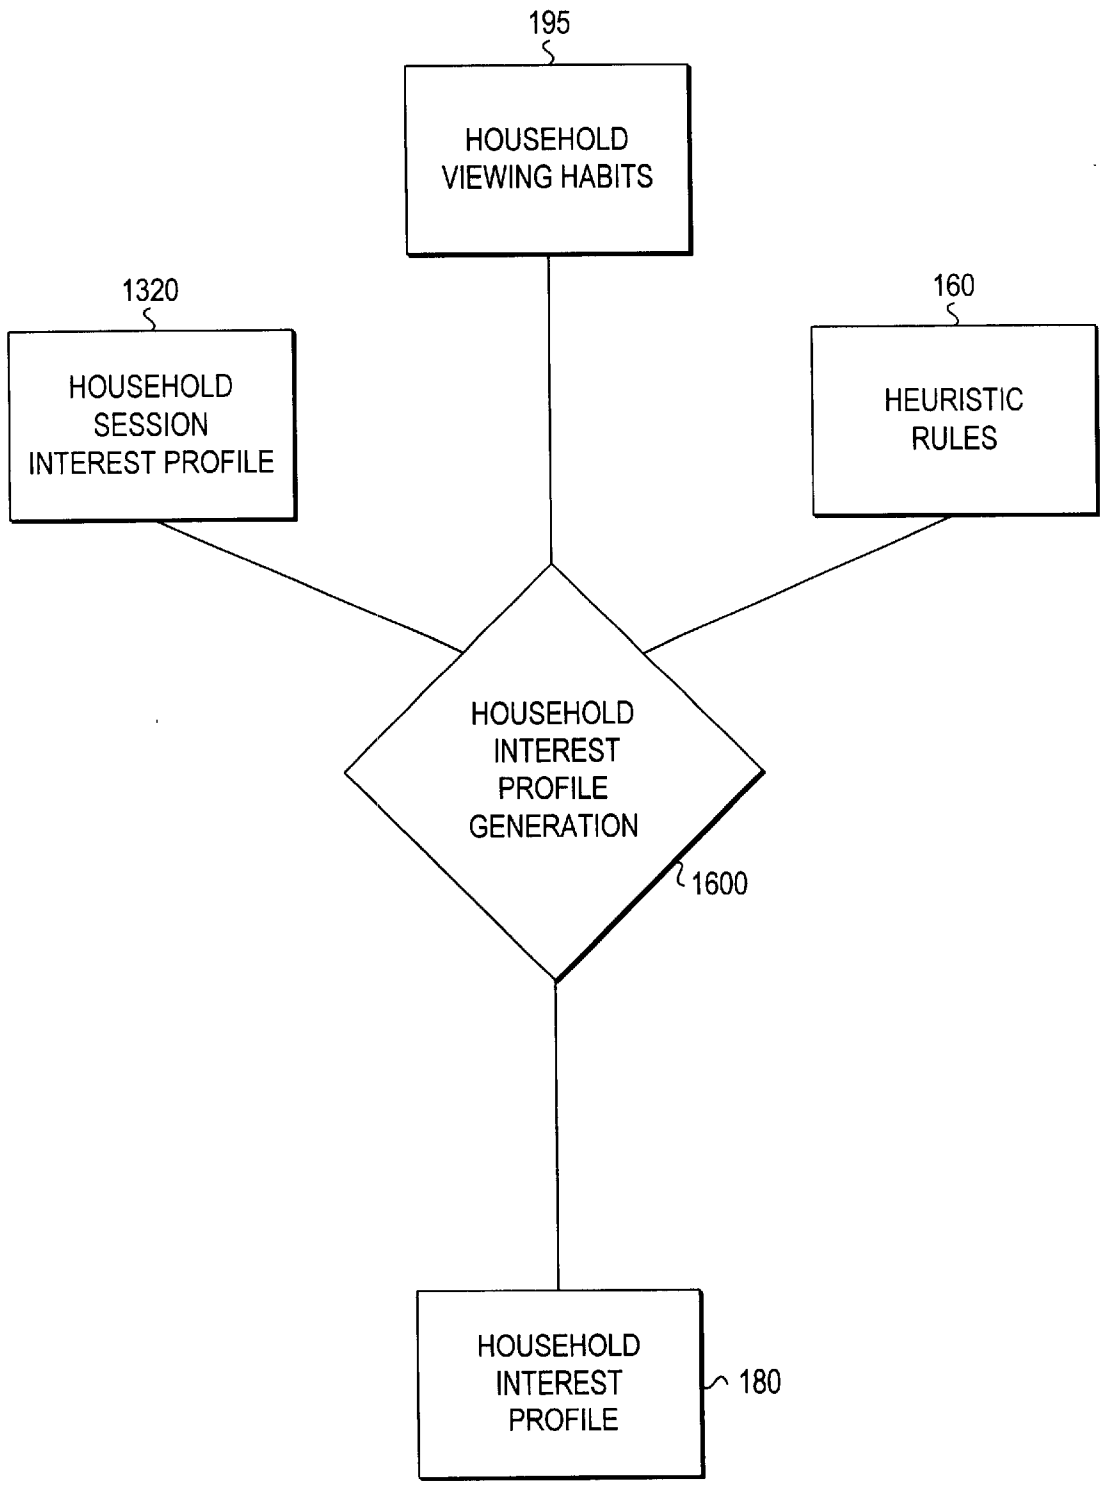 195
HOUSEHOLD
VIEWING HABITS
1320
HOUSEHOLD
SESSION
INTEREST PROFILE
160
HEURISTIC
RULES
HOUSEHOLD
INTEREST
PROFILE
GENERATION
1600
HOUSEHOLD
INTEREST
PROFILE
180